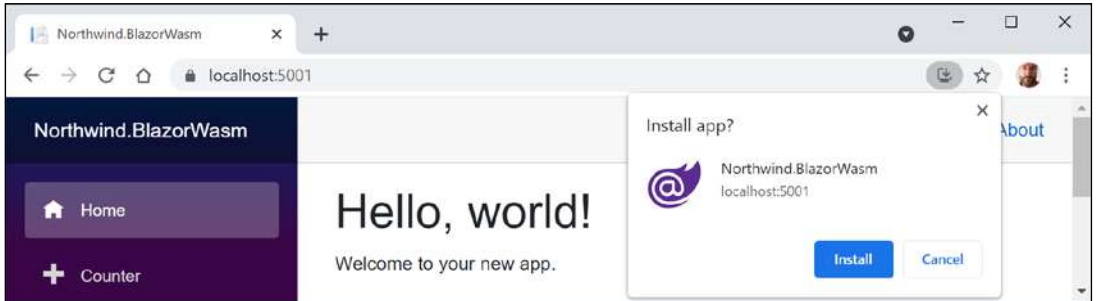 Northwind.BlazorWasm
localhost:5001
Northwind.BlazorWasm
About
Install app?
Northwind.BlazorWasm
localhost:5001
Install
Cancel
Home
Counter
Hello, world!
Welcome to your new app.